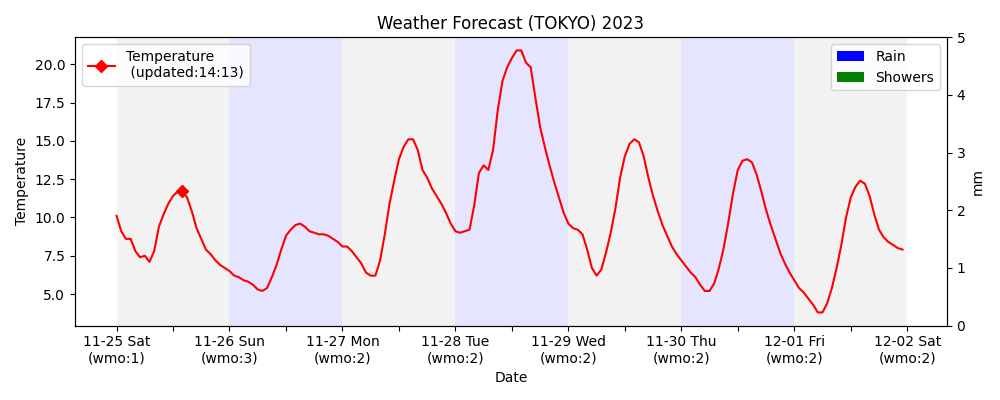 Weather Forecast (TOKYO) 2023
Temperature
(updated:14:13)
Rain
Showers
Temperature
20.0
17.5
15.0
12.5
10.0
7.5
5.0
5
4
3
2
1
0
mm
11-25 Sat
(wmo:1)
11-26 Sun
(wmo:3)
11-27 Mon
(wmo:2)
11-28 Tue
(wmo:2)
11-29 Wed
(wmo:2)
11-30 Thu
(wmo:2)
12-01 Fri
(wmo:2)
12-02 Sat
(wmo:2)
Date